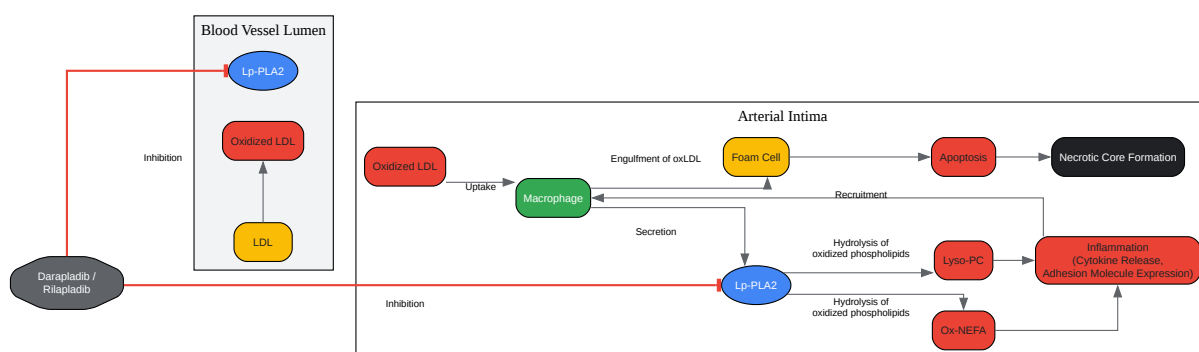 Blood Vessel Lumen
Lp-PLA2
Oxidized LDL
LDL
Inhibition
Darapladib /
Rilapladib
Inhibition
Arterial Intima
Oxidized LDL
Uptake
Macrophage
Engulfment of oxLDL
Foam Cell
Apoptosis
Necrotic Core Formation
Recruitment
Secretion
Lp-PLA2
Hydrolysis of
oxidized phospholipids
Lyso-PC
Hydrolysis of
oxidized phospholipids
Ox-NEFA
Inflammation
(Cytokine Release,
Adhesion Molecule Expression)